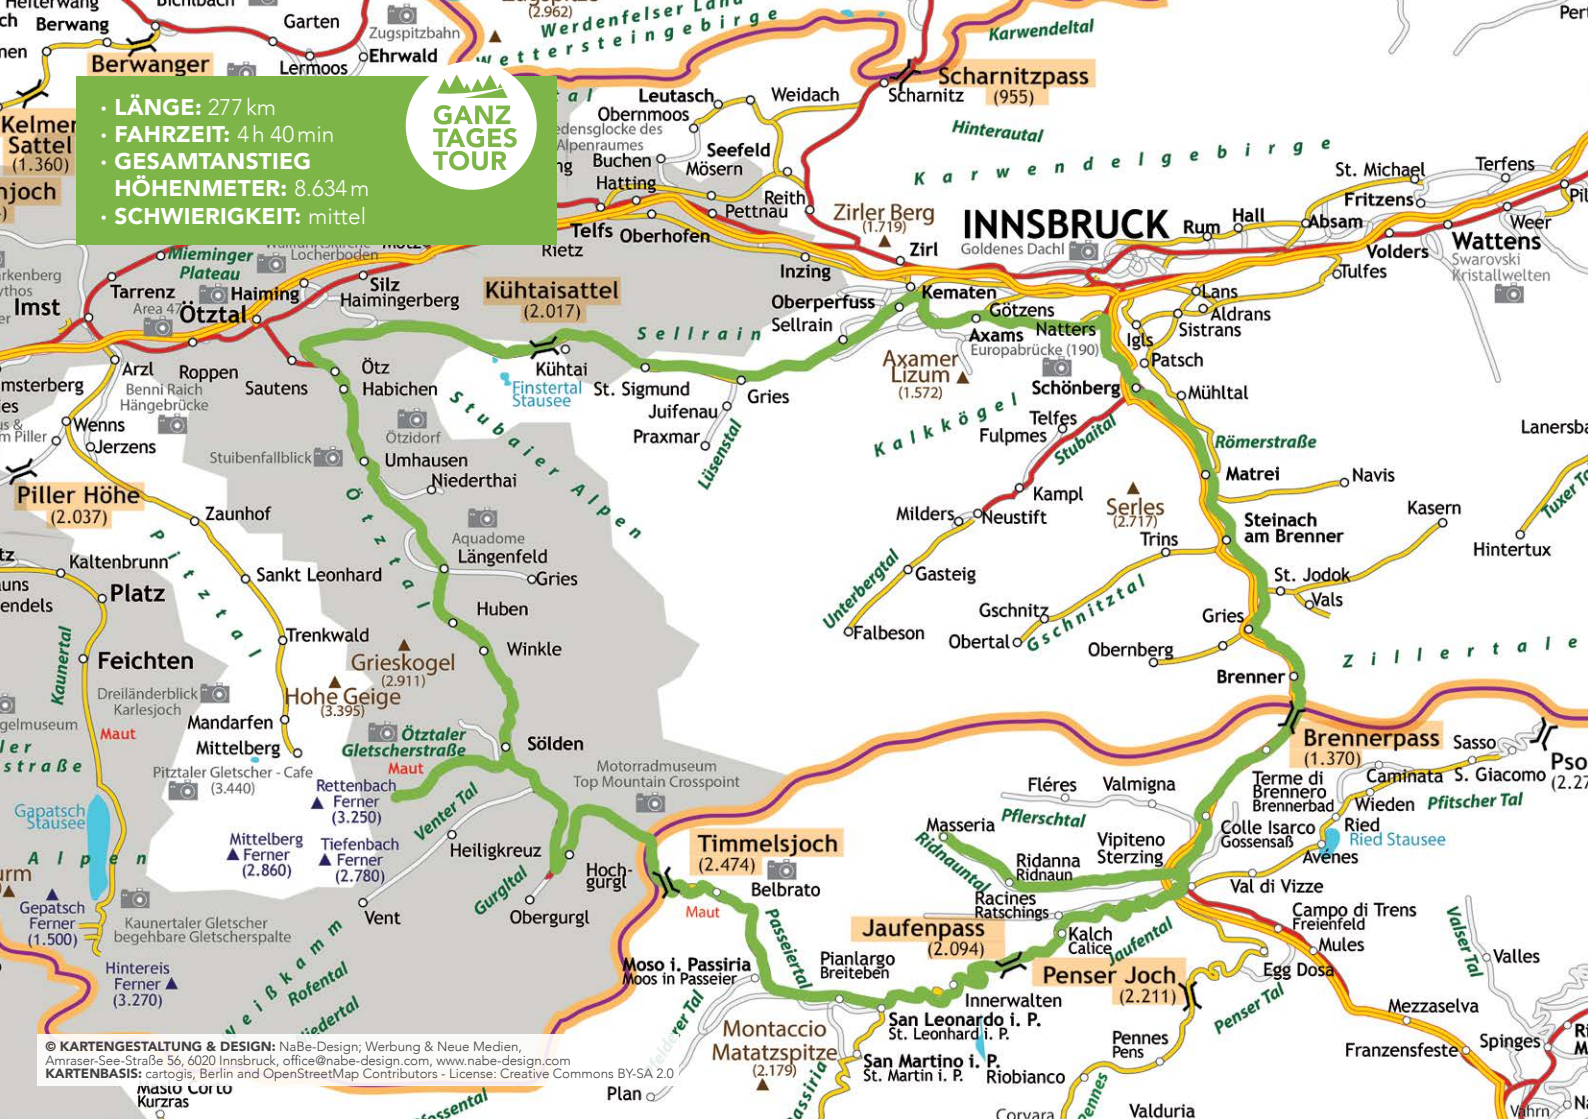 Berwang
Garten
Zugspitzbahn
(2.962)
Werdenfelser Land
Wettersteingebirge
Karwendeltal
Berwanger
Lermoos
Ehrwald
Scharnitzpass
(955)
Scharnitz
Leutasch
Weidach
Obernmoos
Hinterautal
Karwendelgebirge
Kelmer
Sattel
(1.360)
· LÄNGE: 277 km
· FAHRZEIT: 4 h 40 min
· GESAMTANSTIEG
HÖHENMETER: 8.634 m
· SCHWIERIGKEIT: mittel
GANZ
TAGES
TOUR
Alpenraumes
Buchen
Seefeld
Mösern
Hatting
Reith
Pettnau
Telfs
Oberhofen
Rietz
Zirler Berg
(1.719)
Zirl
Inzing
INNSBRUCK
Goldenes Dachl
Rum
Hall
Absam
St. Michael
Fritzens
Terfens
Weer
Volders
Wattens
Swarovski
Kristallwelten
Tulfes
Mieminger
Plateau
Locherboden
Tarrenz
Area 47
Haiming
Silz
Haimingerberg
Imst
Ötztal
Kühtaisattel
(2.017)
Oberperfuss
Sellrain
Sellrain
Kematen
Götzens
Axams
Natters
Europabrücke (190)
Lans
Aldrans
Sistrans
Igls
Patsch
Arzl
Roppen
Sautens
Ötz
Habichen
Benni Raich
Hängebrücke
Kühtai
Finstertal
Stausee
St. Sigmund
Juifenau
Gries
Praxmar
Lüsenstal
Axamer
Lizum
(1.572)
Schönberg
Mühltal
Telfes
Fulpmes
Stubaital
Kalkkögel
Römerstraße
Lanersba
Wenns
Jerzens
Ötzidorf
Stuibenfallblick
Umhausen
Niederthai
Stubaier Alpen
Piller Höhe
(2.037)
Zaunhof
Ötztal
Aquadome
Längenfeld
Gries
Kampl
Milders
Neustift
Serles
(2.717)
Trins
Matrei
Navis
Steinach
am Brenner
Kasern
Hintertux
Tuxer
Kaltenbrunn
Platz
Sankt Leonhard
Pitztal
Huben
Winkle
Unterbergtal
Gasteig
Falbeson
Gschnitz
Obertal
Gschnitztal
Obernberg
Gries
St. Jodok
Vals
Brenner
Kaunertal
Feichten
Trenkwald
Grieskogel
(2.911)
Hohe Geige
(3.395)
Dreiländerblick
Karlesjoch
Maut
Mandarfen
Mittelberg
Pitztaler Gletscher - Cafe
(3.440)
Ötztaler
Gletscherstraße
Maut
Sölden
Rettenbach
Ferner
(3.250)
Venter Tal
Motorradmuseum
Top Mountain Crosspoint
Brennerpass
(1.370)
Sasso
Caminata
S. Giacomo
Terme di
Brennero
Brennerbad
Wieden
Pfitscher Tal
Fléres
Valmigna
Pflerschtal
Gapatsch
Stausee
Alpen
Mittelberg
Ferner
(2.860)
Tiefenbach
Ferner
(2.780)
Heiligkreuz
Gurgltal
Hoch-
gurgl
Obergurgl
Vent
Timmelsjoch
(2.474)
Belbrato
Maut
Masseria
Ridnauntal
Ridanna
Ridnaun
Racines
Ratschings
Vipiteno
Sterzing
Colle Isarco
Gossensaß
Ried
Ried Stausee
Avénes
Val di Vizze
Campo di Trens
Freienfeld
Mules
Gepatsch
Ferner
(1.500)
Kaunertaler Gletscher
begehbare Gletscherspalte
Hintereis
Ferner
(3.270)
Rofental
Passeiertal
Jaufenpass
(2.094)
Kalch
Calice
Jaufental
Pianlargo
Breiteben
Moso i. Passiria
Moos in Passeier
Innerwalten
Penser Joch
(2.211)
Egg Dosa
Penser Tal
Valser Tal
Valles
Montaccio
Matatzspitze
(2.179)
San Leonardo i. P.
St. Leonhard i. P.
San Martino i. P.
St. Martin i. P.
Riobianco
Pennes
Pens
Mezzaselva
Franzensfeste
Spinges
Plan
Corvara
Valduria
Vahrn
© KARTENGESTALTUNG & DESIGN: NaBe-Design; Werbung & Neue Medien,
Amraser-See-Straße 56, 6020 Innsbruck, office@nabe-design.com, www.nabe-design.com
KARTENBASIS: cartogis, Berlin and OpenStreetMap Contributors - License: Creative Commons BY-SA 2.0
Maso Corto
Kurzras